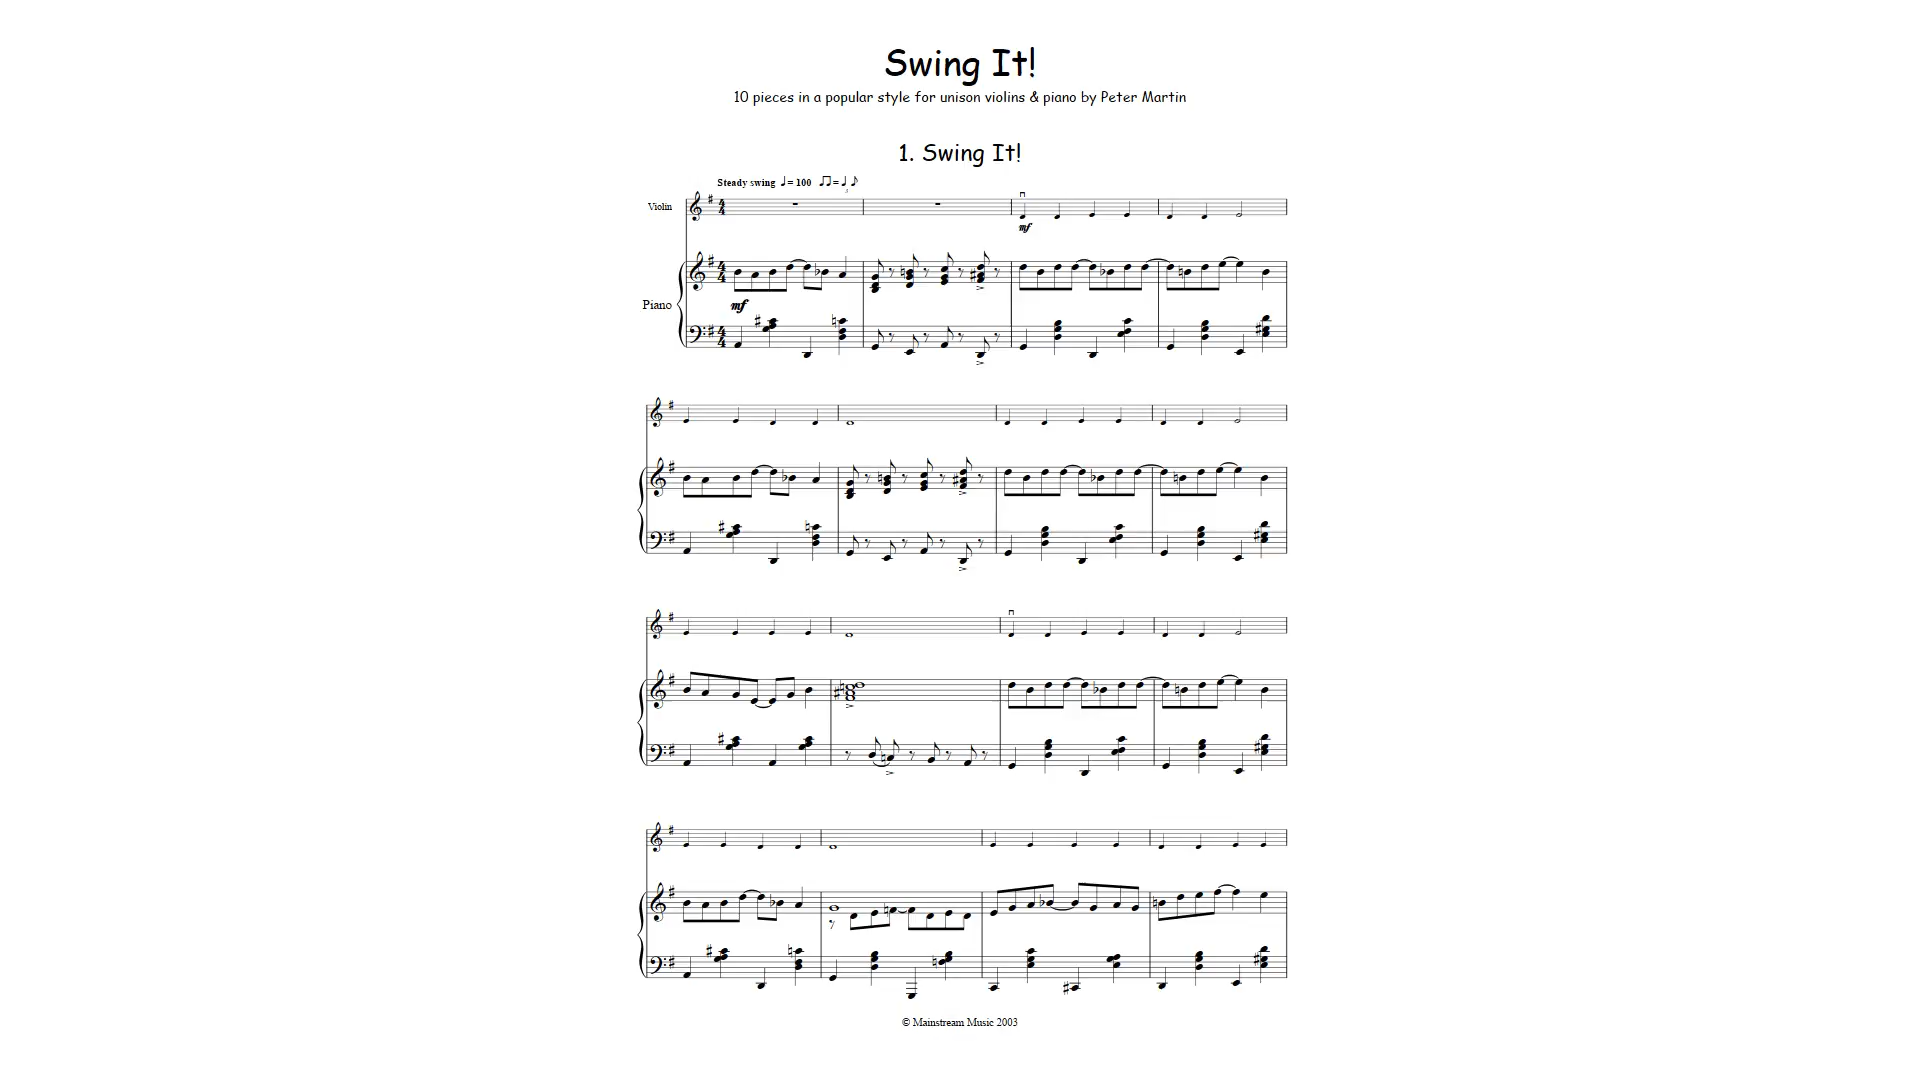 Swing It!
10 pieces in a popular style for unison violins & piano by Peter Martin
1. Swing It!
Steady swing ♩= 100 ♫=♩ ♪
3
Violin
mf
Piano
mf
© Mainstream Music 2003